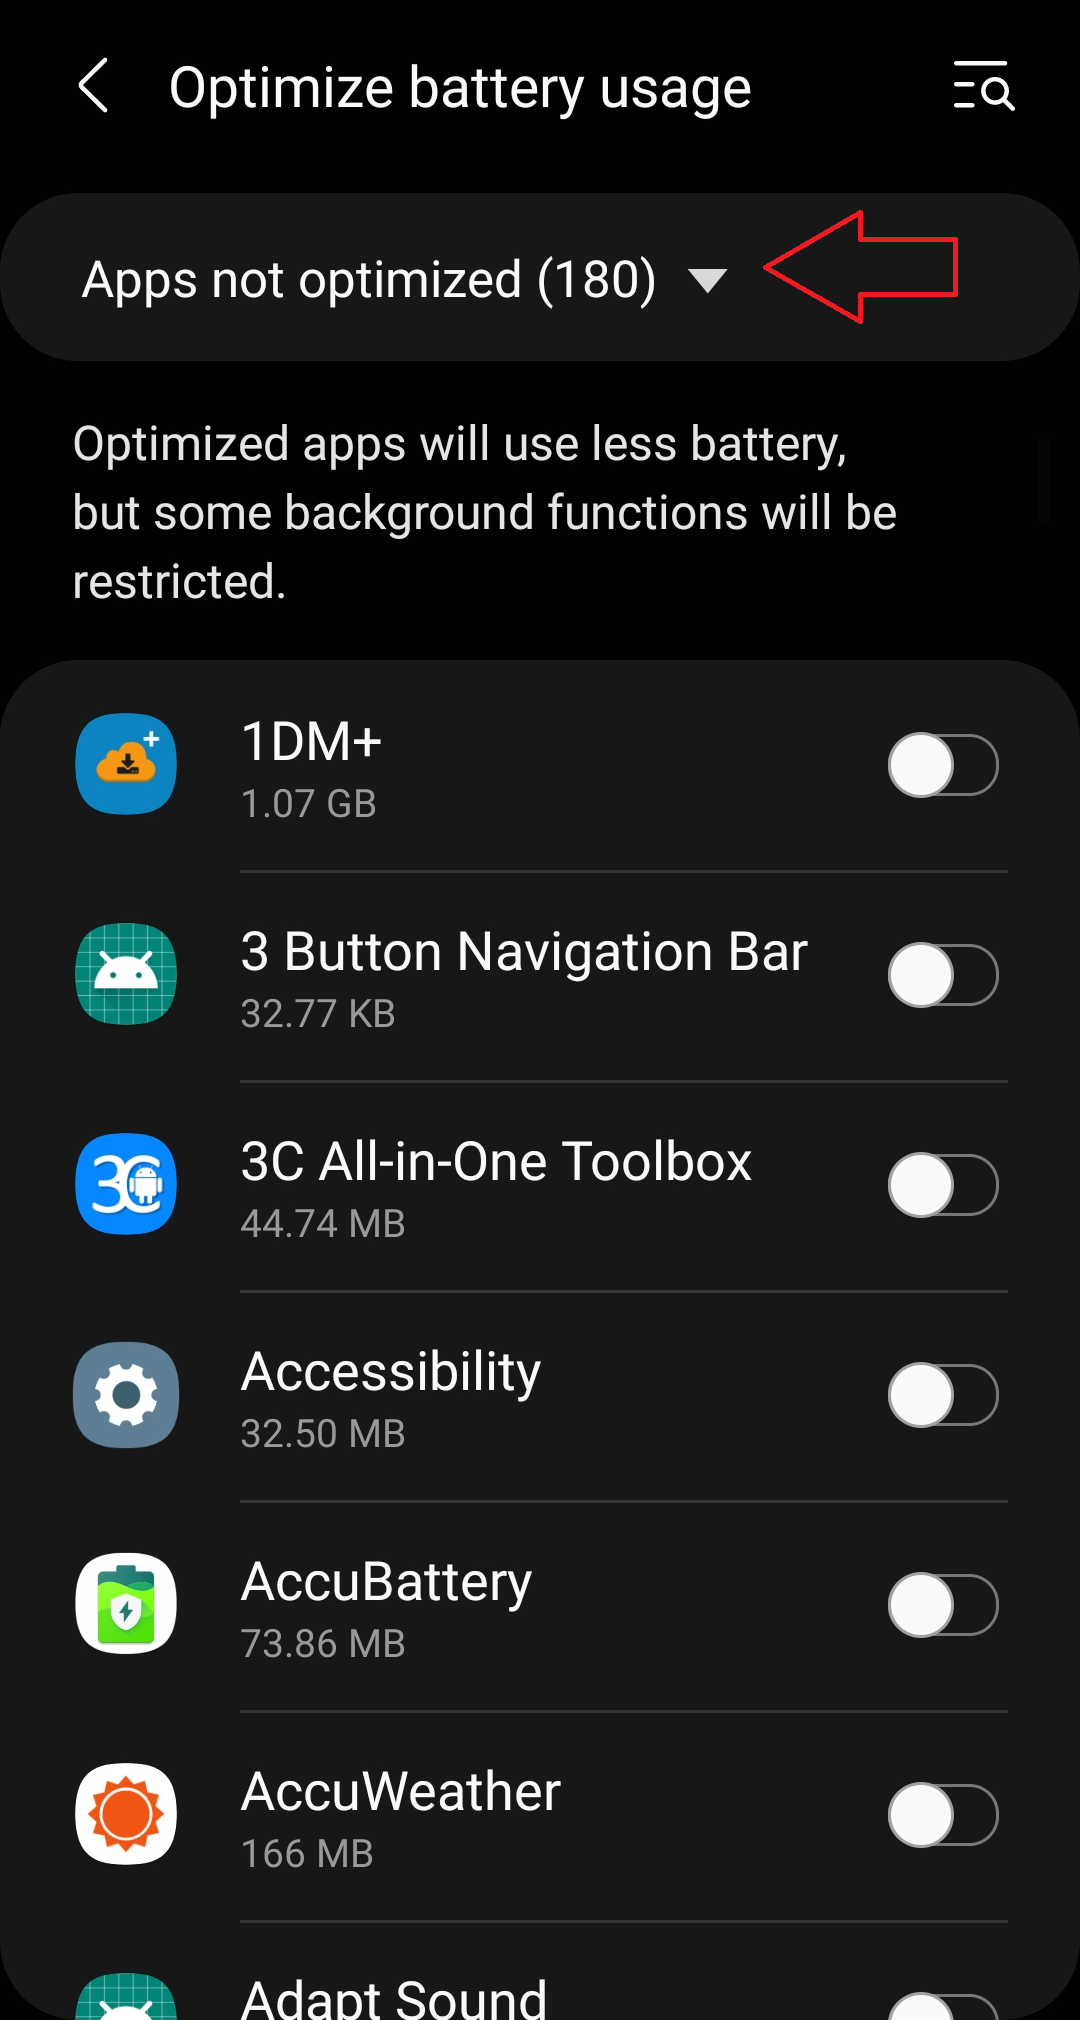 Optimize battery usage
Apps not optimized (180)
Optimized apps will use less battery,
but some background functions will be
restricted.
1DM+
1.07 GB
3 Button Navigation Bar
32.77 KB
3C All-in-One Toolbox
44.74 MB
Accessibility
32.50 MB
AccuBattery
73.86 MB
AccuWeather
166 MB
Adapt Sound